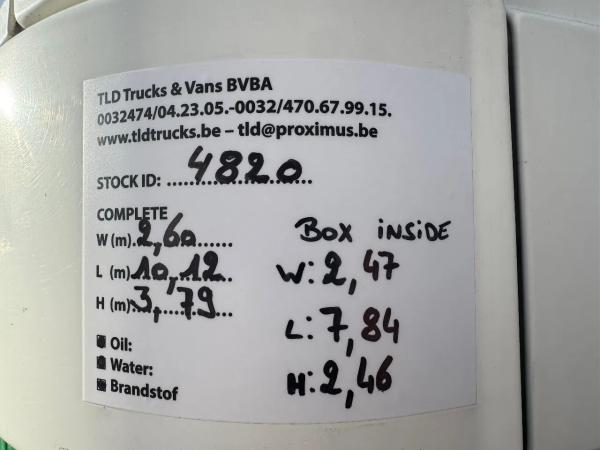 TLD Trucks & Vans BVBA
0032474/04.23.05.-0032/470.67.99.15.
www.tldtrucks.be – tld@proximus.be
STOCK ID: 4820
COMPLETE
W (m) 2,60
L (m) 10,12
H (m) 3,79
Oil:
Water:
Brandstof
BOX INSIDE
W: 2,47
L: 7,84
H: 2,46